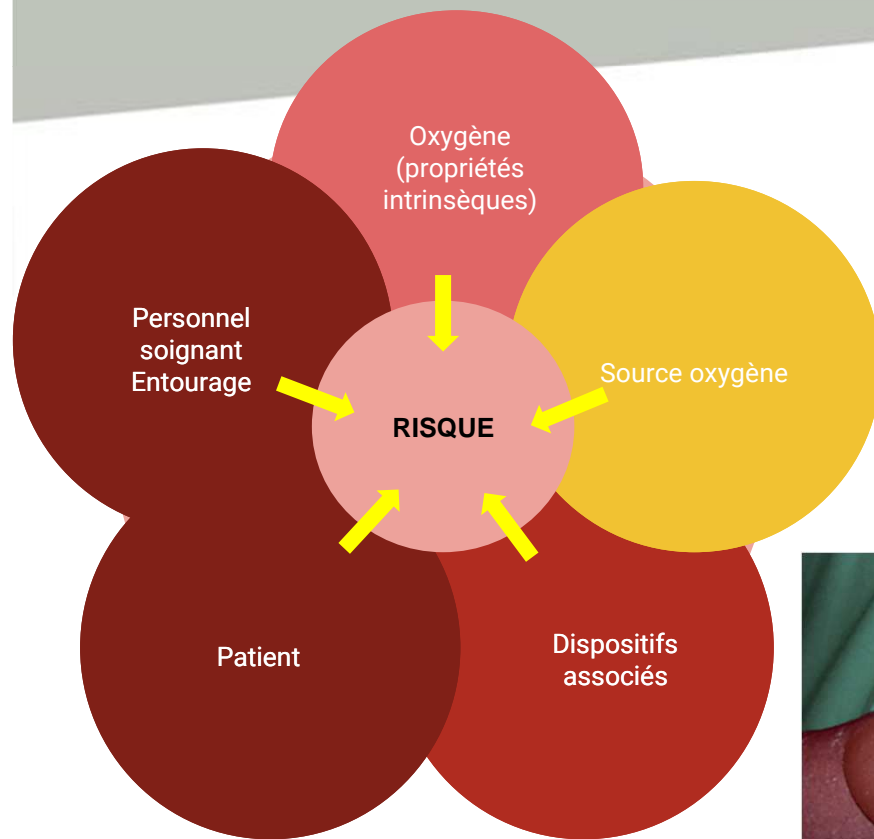 Oxygène
(propriétés
intrinsèques)
Personnel
soignant
Entourage
Source oxygène
RISQUE
Patient
Dispositifs
associés